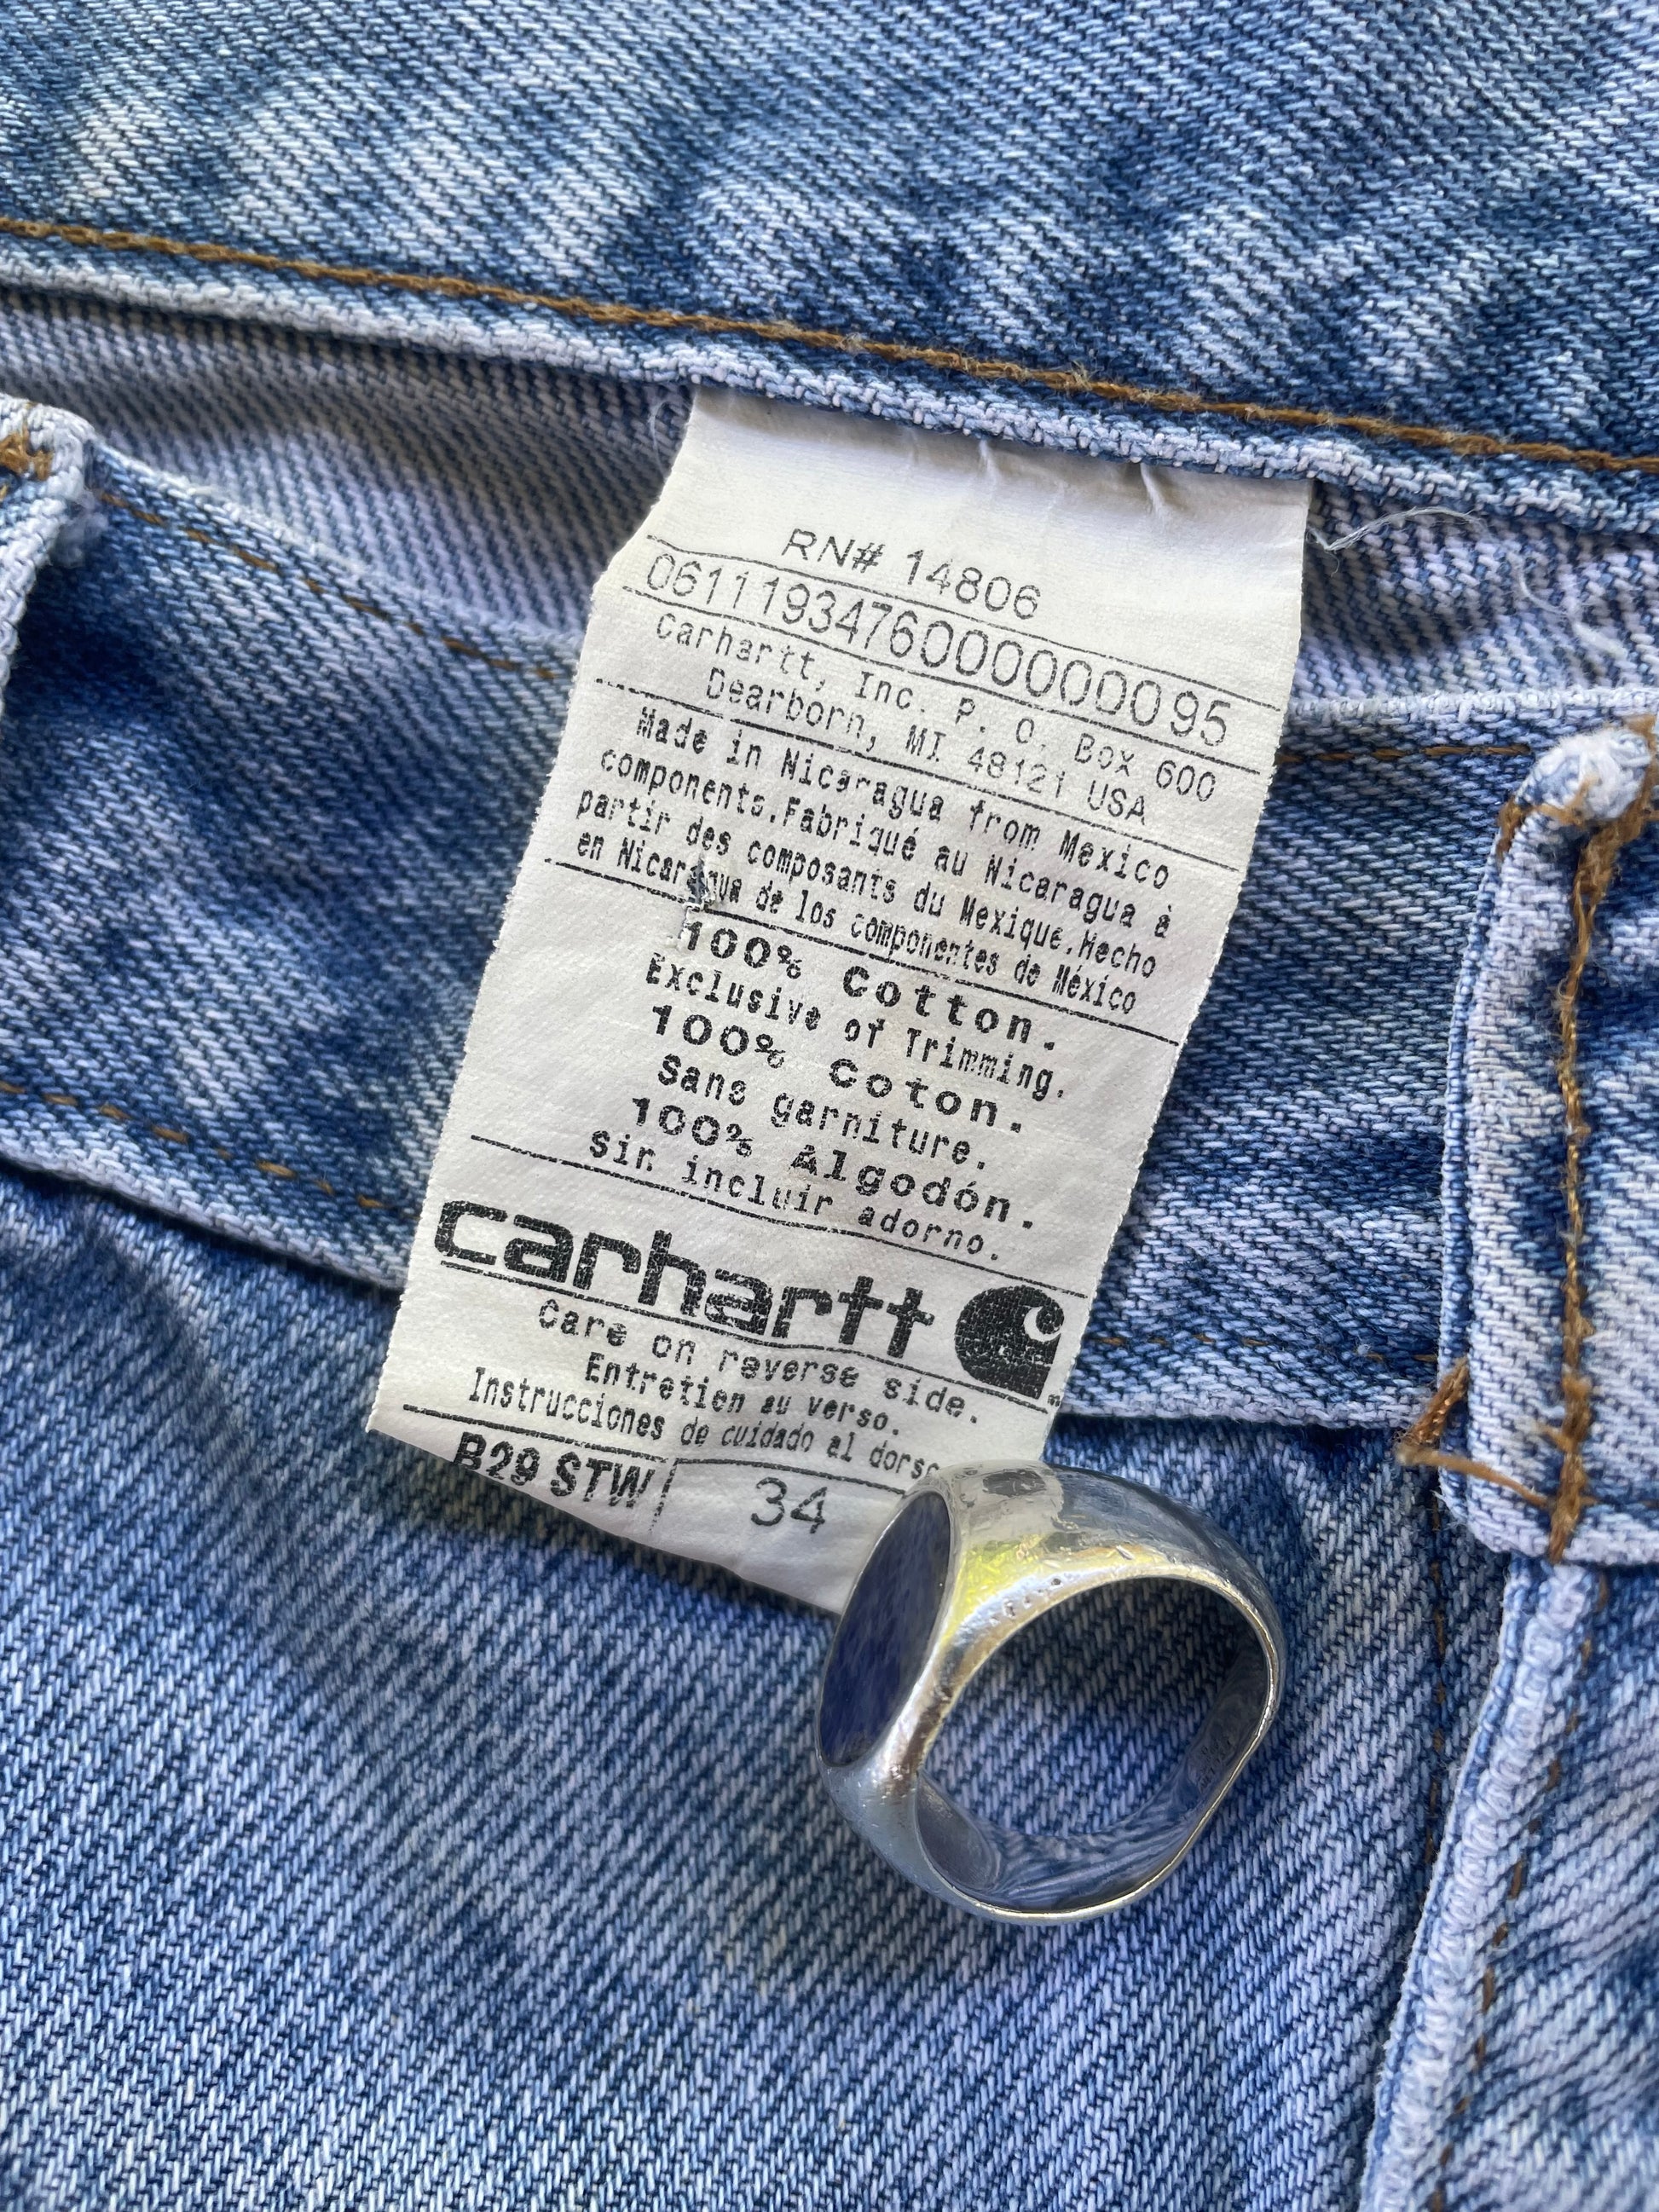 RN# 14806
06111934760000000095
Carhartt, Inc. P. O. Box 600
Dearborn, MI 48121 USA
Made in Nicaragua from Mexico
components.Fabriqué au Nicaragua à
partir des composants du Mexique.Hecho
en Nicaragua de los componentes de México
100% Cotton.
Exclusive of Trimming.
100% Coton.
Sans garniture.
100% Algodón.
Sin incluir adorno.
carhartt
Care on reverse side.
Entretien au verso.
Instrucciones de cuidado al dorso
B29 STW 34